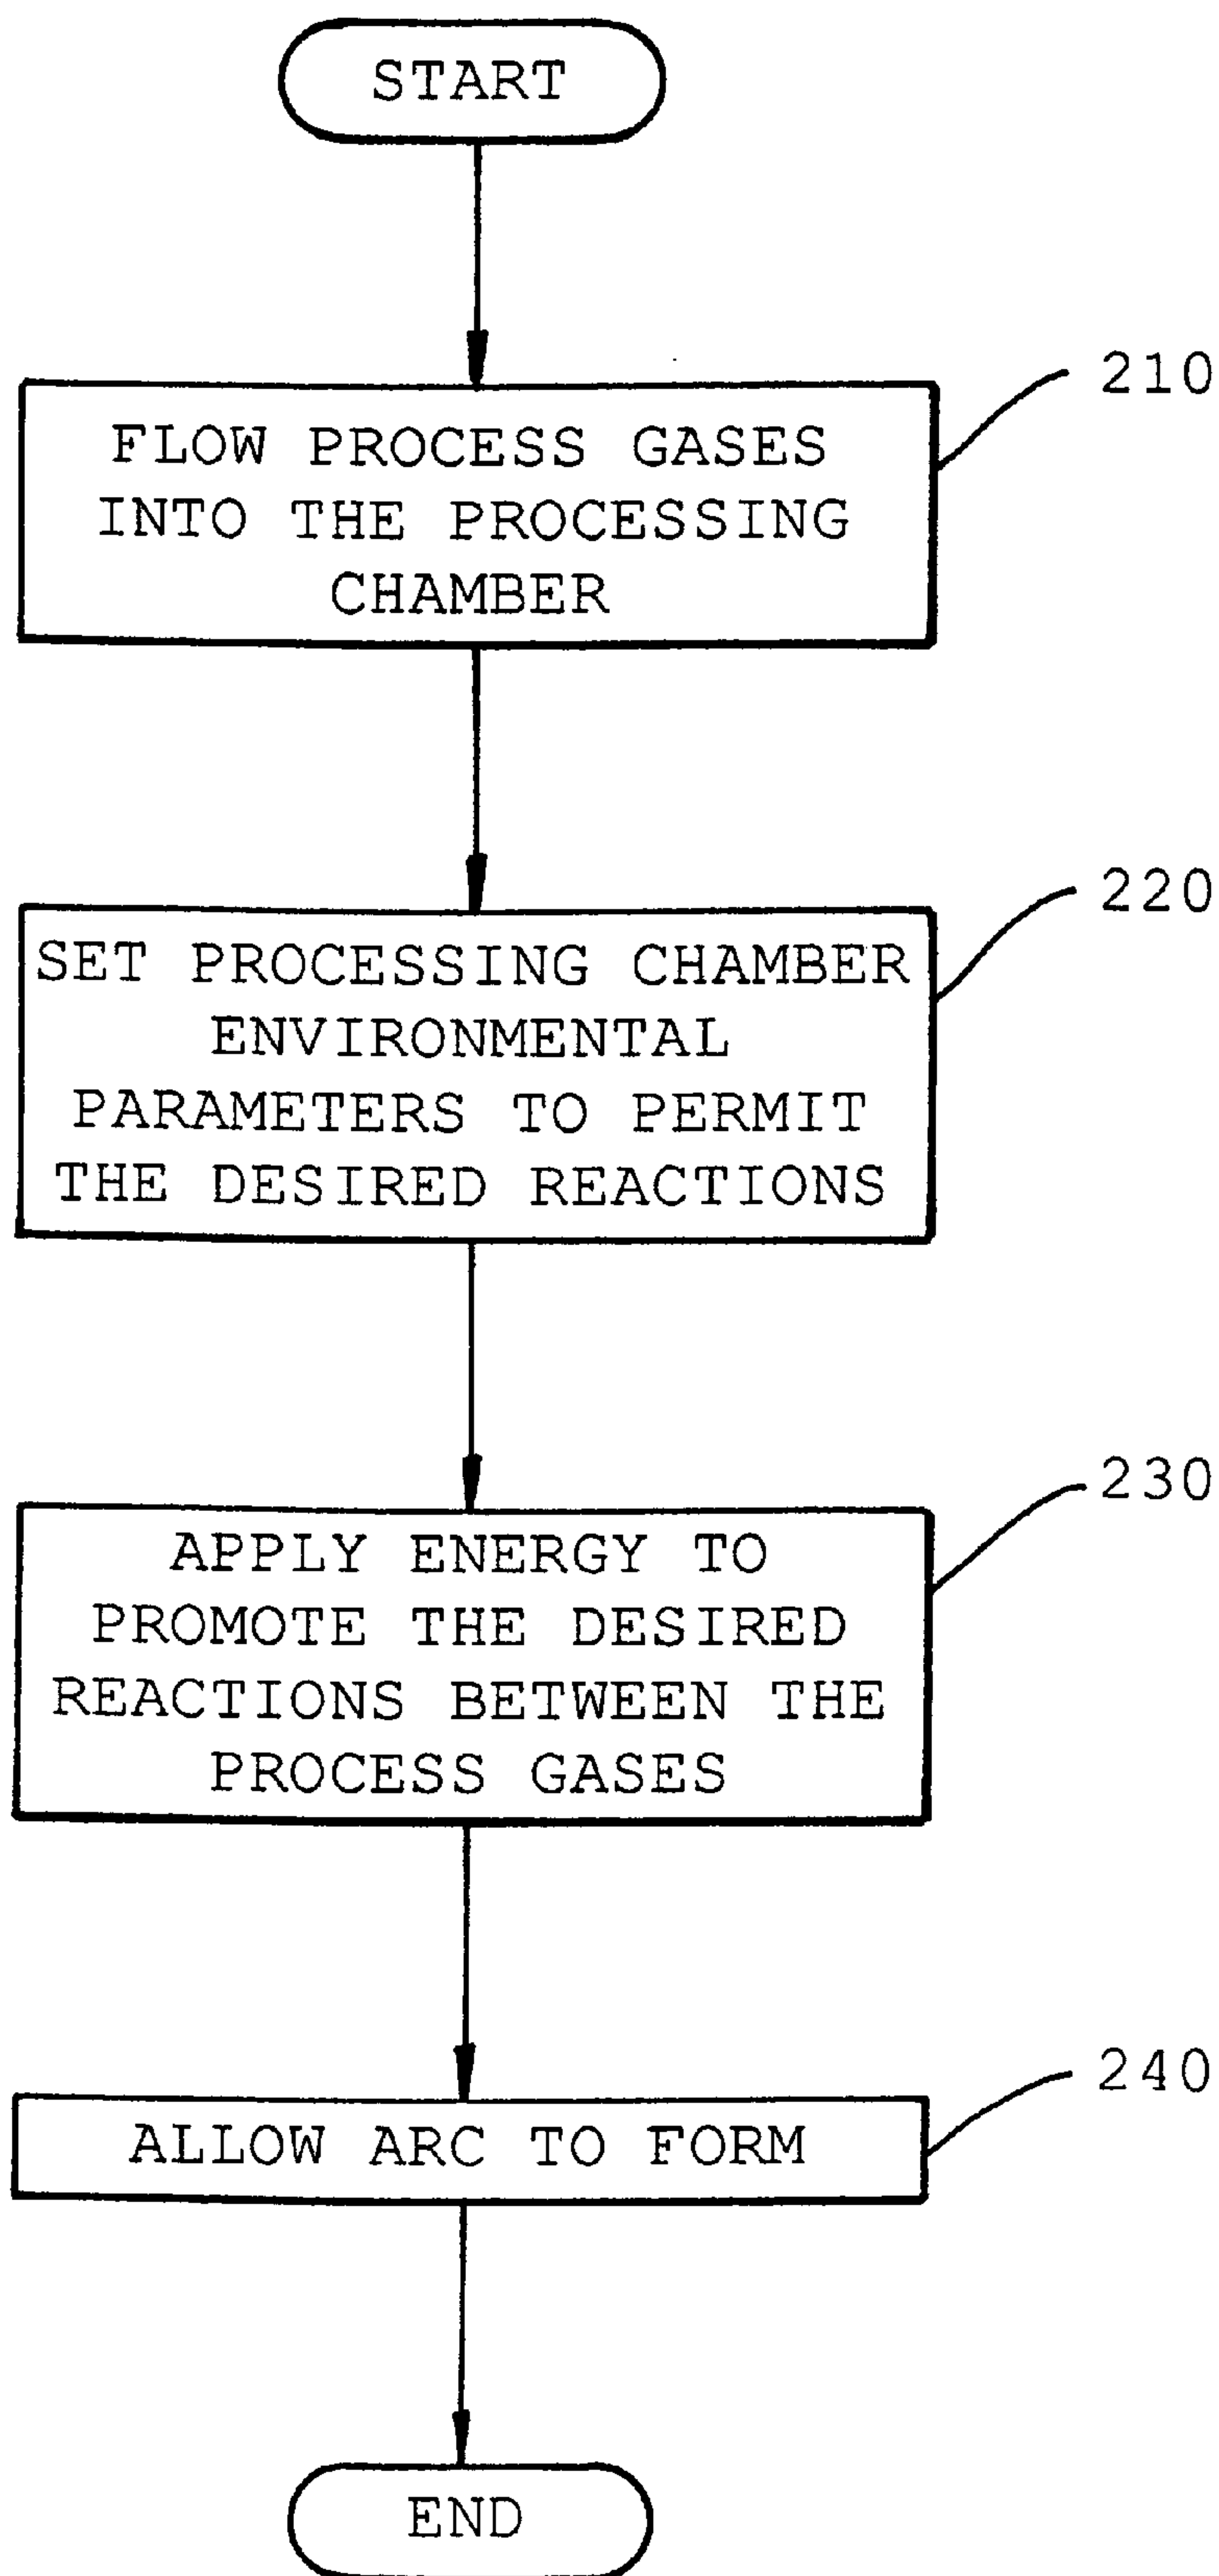 START
210
FLOW PROCESS GASES
INTO THE PROCESSING
CHAMBER
220
SET PROCESSING CHAMBER
ENVIRONMENTAL
PARAMETERS TO PERMIT
THE DESIRED REACTIONS
230
APPLY ENERGY TO
PROMOTE THE DESIRED
REACTIONS BETWEEN THE
PROCESS GASES
240
ALLOW ARC TO FORM
END